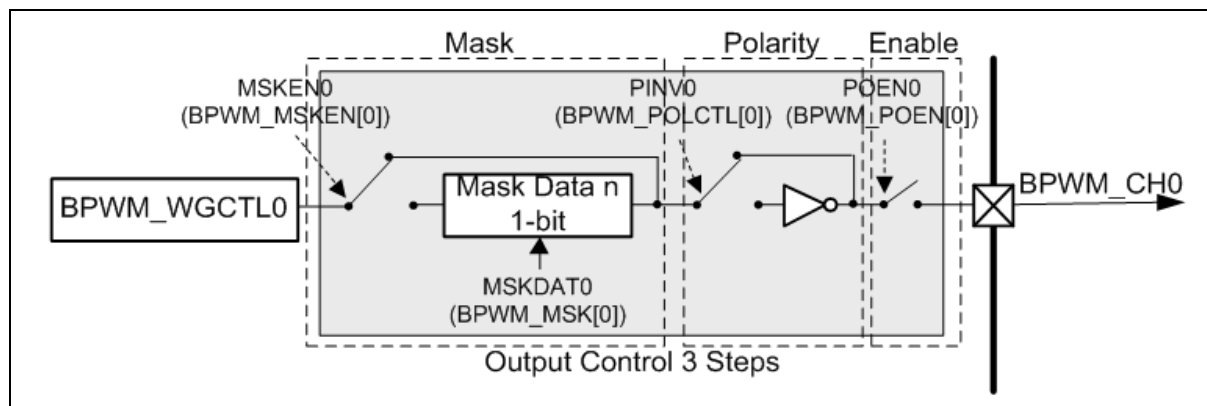 Mask
Polarity
Enable
MSKEN0
(BPWM_MSKEN[0])
PINV0
(BPWM_POLCTL[0])
POEN0
(BPWM_POEN[0])
BPWM_WGCTL0
Mask Data n
1-bit
BPWM_CH0
MSKDAT0
(BPWM_MSK[0])
Output Control 3 Steps